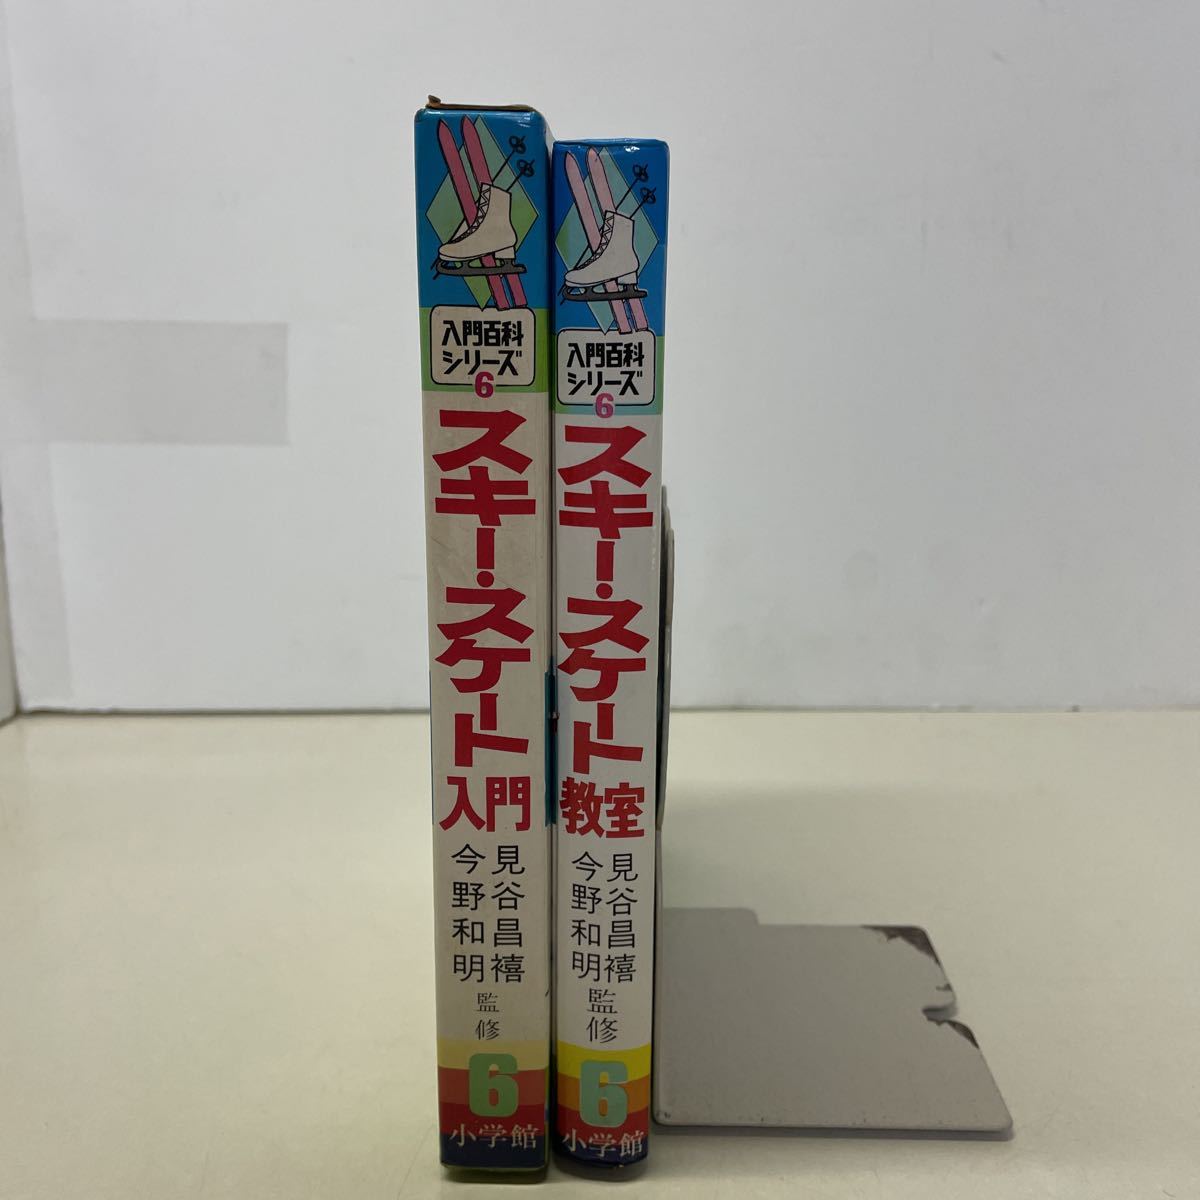 入門百科
シリーズ
6
スキー・スケート
入門
見谷昌禧
今野和明
監修
6
小学館
入門百科
シリーズ
6
スキー・スケート
教室
見谷昌禧
今野和明
監修
6
小学館